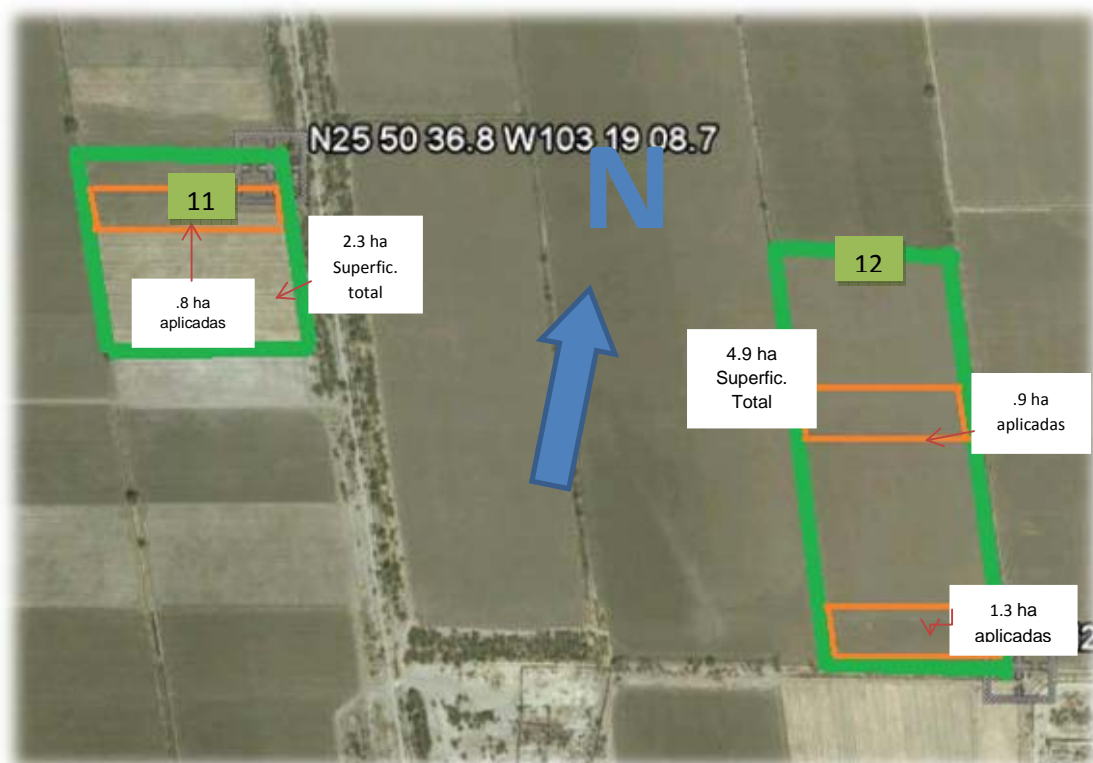 N25 50 36.8 W103 19 08.7
N
11
2.3 ha
Superfic.
total
.8 ha
aplicadas
12
4.9 ha
Superfic.
Total
.9 ha
aplicadas
1.3 ha
aplicadas